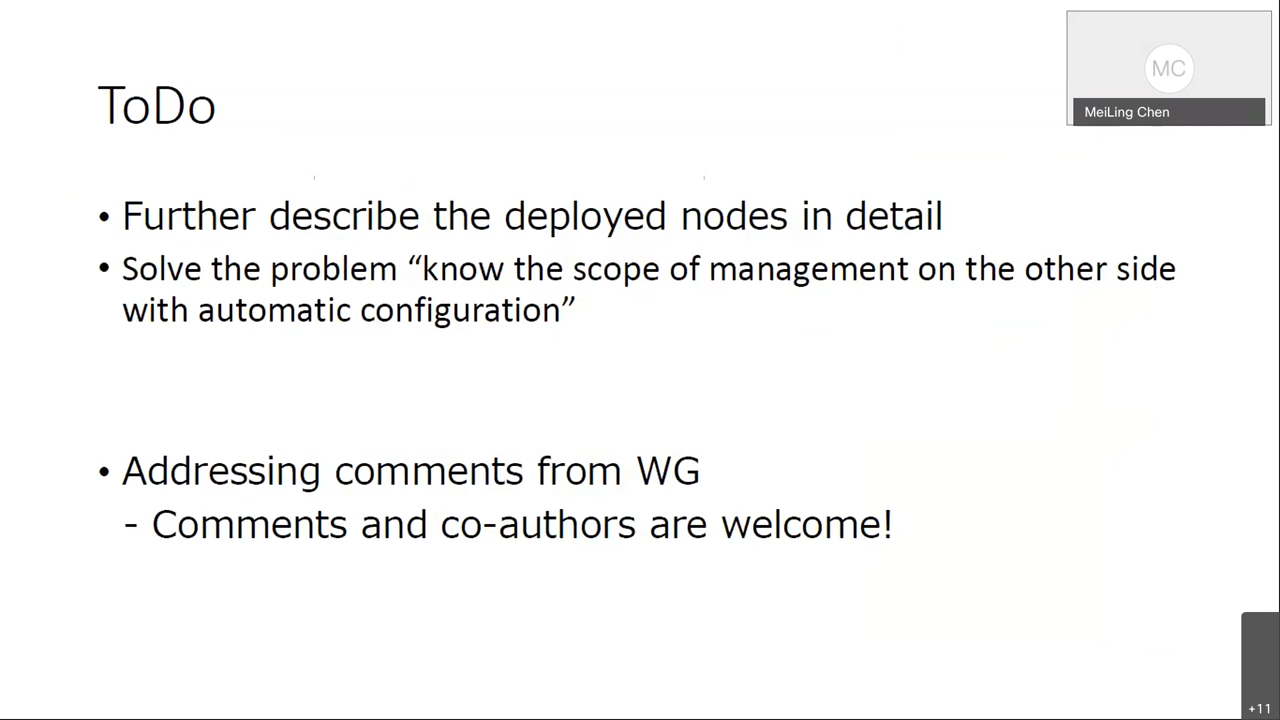 MC
MeiLing Chen
ToDo
• Further describe the deployed nodes in detail
• Solve the problem “know the scope of management on the other side
with automatic configuration”
• Addressing comments from WG
- Comments and co-authors are welcome!
+11